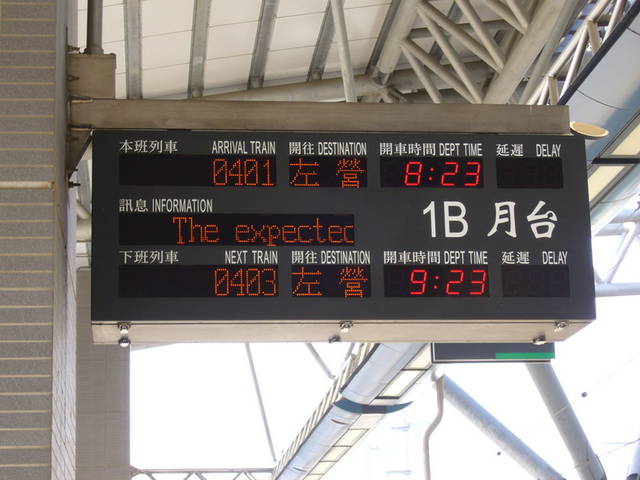 本班列車 ARRIVAL TRAIN 開往 DESTINATION 開車時間 DEPT TIME 延遲 DELAY
0401 左營 8:23
訊息 INFORMATION
The expectec
1B 月台
下班列車 NEXT TRAIN 開往 DESTINATION 開車時間 DEPT TIME 延遲 DELAY
0403 左營 9:23